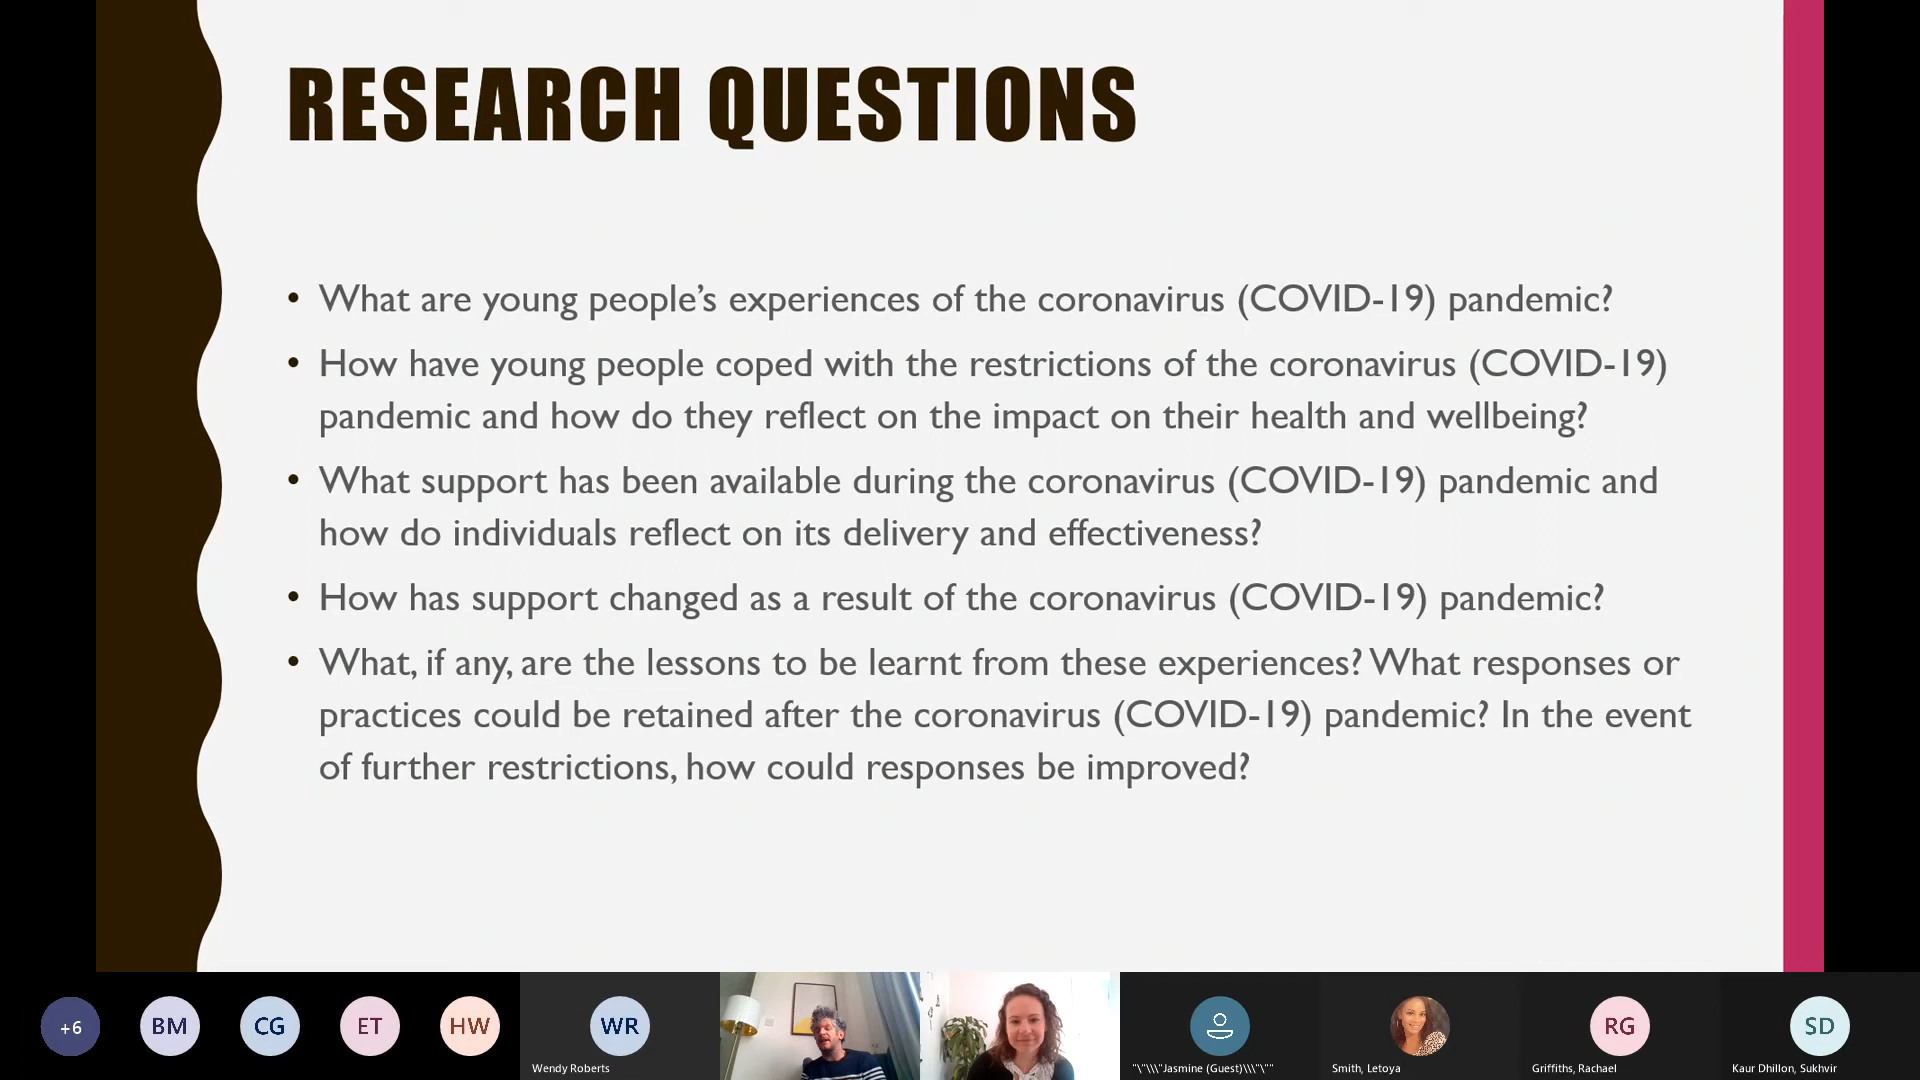 RESEARCH QUESTIONS
• What are young people’s experiences of the coronavirus (COVID-19) pandemic?
• How have young people coped with the restrictions of the coronavirus (COVID-19)
pandemic and how do they reflect on the impact on their health and wellbeing?
• What support has been available during the coronavirus (COVID-19) pandemic and
how do individuals reflect on its delivery and effectiveness?
• How has support changed as a result of the coronavirus (COVID-19) pandemic?
• What, if any, are the lessons to be learnt from these experiences? What responses or
practices could be retained after the coronavirus (COVID-19) pandemic? In the event
of further restrictions, how could responses be improved?
+6
BM
CG
ET
HW
WR
RG
SD
Wendy Roberts
"\"\\\"Jasmine (Guest)\\\"\""
Smith, Letoya
Griffiths, Rachael
Kaur Dhillon, Sukhvir